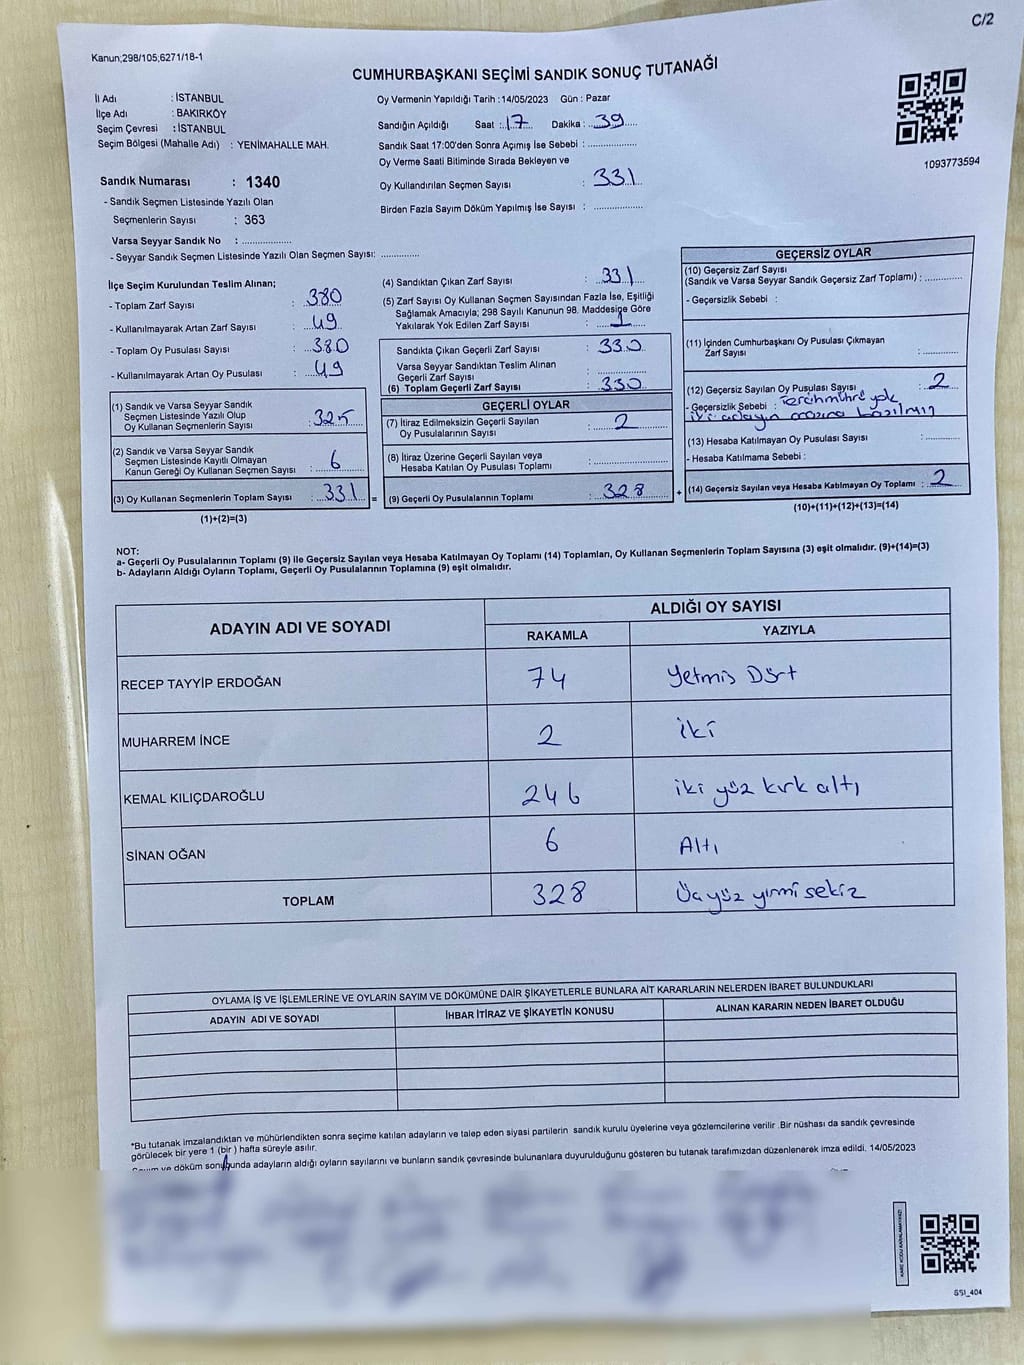 C/2
Kanun;298/105;6271/18-1
CUMHURBAŞKANI SEÇİMİ SANDIK SONUÇ TUTANAĞI
İl Adı : İSTANBUL
İlçe Adı : BAKIRKÖY
Seçim Çevresi : İSTANBUL
Seçim Bölgesi (Mahalle Adı) : YENİMAHALLE MAH.
Sandık Numarası : 1340
- Sandık Seçmen Listesinde Yazılı Olan
Seçmenlerin Sayısı : 363
Varsa Seyyar Sandık No : ..................
- Seyyar Sandık Seçmen Listesinde Yazılı Olan Seçmen Sayısı: ..............
Oy Vermenin Yapıldığı Tarih : 14/05/2023 Gün : Pazar
Sandığın Açıldığı Saat : 17 Dakika : 39
Sandık Saat 17:00'den Sonra Açımış İse Sebebi : ..................
Oy Verme Saati Bitiminde Sırada Bekleyen ve
Oy Kullandırılan Seçmen Sayısı : 331
Birden Fazla Sayım Döküm Yapılmış İse Sayısı : ..................
1093773594
İlçe Seçim Kurulundan Teslim Alınan;
- Toplam Zarf Sayısı : 380
- Kullanılmayarak Artan Zarf Sayısı : 49
- Toplam Oy Pusulası Sayısı : 380
- Kullanılmayarak Artan Oy Pusulası : 49
(1) Sandık ve Varsa Seyyar Sandık
Seçmen Listesinde Yazılı Olup
Oy Kullanan Seçmenlerin Sayısı : 325
(2) Sandık ve Varsa Seyyar Sandık
Seçmen Listesinde Kayıtlı Olmayan
Kanun Gereği Oy Kullanan Seçmen Sayısı : 6
(3) Oy Kullanan Seçmenlerin Toplam Sayısı : 331 =
(1)+(2)=(3)
(4) Sandıktan Çıkan Zarf Sayısı : 331
(5) Zarf Sayısı Oy Kullanan Seçmen Sayısından Fazla İse, Eşitliği
Sağlamak Amacıyla; 298 Sayılı Kanunun 98. Maddesine Göre
Yakılarak Yok Edilen Zarf Sayısı : 1
Sandıkta Çıkan Geçerli Zarf Sayısı : 330
Varsa Seyyar Sandıktan Teslim Alınan
Geçerli Zarf Sayısı : ..................
(6) Toplam Geçerli Zarf Sayısı : 330
GEÇERLİ OYLAR
(7) İtiraz Edilmeksizin Geçerli Sayılan
Oy Pusulalarının Sayısı : 2
(8) İtiraz Üzerine Geçerli Sayılan veya
Hesaba Katılan Oy Pusulası Toplamı : ..................
(9) Geçerli Oy Pusulalarının Toplamı : 328 +
GEÇERSİZ OYLAR
(10) Geçersiz Zarf Sayısı
(Sandık ve Varsa Seyyar Sandık Geçersiz Zarf Toplamı) : ............
- Geçersizlik Sebebi :
(11) İçinden Cumhurbaşkanı Oy Pusulası Çıkmayan
Zarf Sayısı : ............
(12) Geçersiz Sayılan Oy Pusulası Sayısı : 2
- Geçersizlik Sebebi : Tercih mührü yok
iki adayın arasına basılmış
(13) Hesaba Katılmayan Oy Pusulası Sayısı : ............
- Hesaba Katılmama Sebebi :
(14) Geçersiz Sayılan veya Hesaba Katılmayan Oy Toplamı : 2
(10)+(11)+(12)+(13)=(14)
NOT:
a- Geçerli Oy Pusulalarının Toplamı (9) ile Geçersiz Sayılan veya Hesaba Katılmayan Oy Toplamı (14) Toplamları, Oy Kullanan Seçmenlerin Toplam Sayısına (3) eşit olmalıdır. (9)+(14)=(3)
b- Adayların Aldığı Oyların Toplamı, Geçerli Oy Pusulalarının Toplamına (9) eşit olmalıdır.
ADAYIN ADI VE SOYADI
ALDIĞI OY SAYISI
RAKAMLA YAZIYLA
RECEP TAYYİP ERDOĞAN 74 Yetmiş Dört
MUHARREM İNCE 2 iki
KEMAL KILIÇDAROĞLU 246 iki yüz kırk altı
SİNAN OĞAN 6 Altı
TOPLAM 328 Üçyüz yirmi sekiz
OYLAMA İŞ VE İŞLEMLERİNE VE OYLARIN SAYIM VE DÖKÜMÜNE DAİR ŞİKAYETLERLE BUNLARA AİT KARARLARIN NELERDEN İBARET BULUNDUKLARI
ADAYIN ADI VE SOYADI İHBAR İTİRAZ VE ŞİKAYETİN KONUSU ALINAN KARARIN NEDEN İBARET OLDUĞU
*Bu tutanak imzalandıktan ve mühürlendikten sonra seçime katılan adayların ve talep eden siyasi partilerin sandık kurulu üyelerine veya gözlemcilerine verilir .Bir nüshası da sandık çevresinde
görülecek bir yere 1 (bir ) hafta süreyle asılır.
Sayım ve döküm sonucunda adayların aldığı oyların sayılarını ve bunların sandık çevresinde bulunanlara duyurulduğunu gösteren bu tutanak tarafımızdan düzenlenerek imza edildi. 14/05/2023
KARE KODU KARALAMAYINIZ!
SS1_404